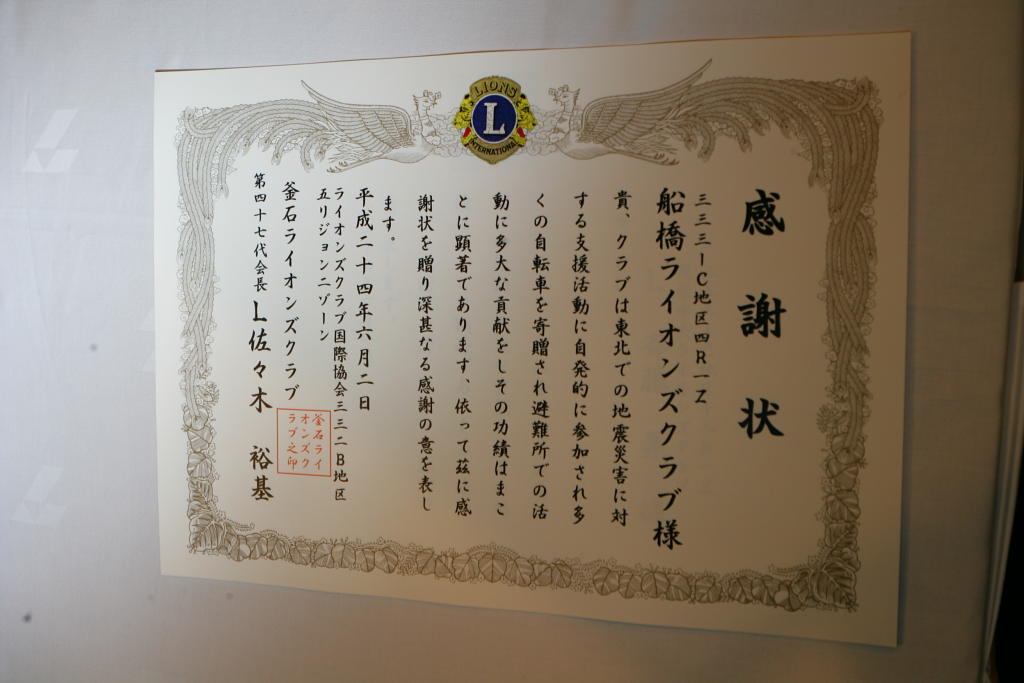 LIONS
L
INTERNATIONAL
感謝状
三三三ーC地区四R一Z
船橋ライオンズクラブ様
貴、クラブは東北での地震災害に対
する支援活動に自発的に参加され多
くの自転車を寄贈され避難所での活
動に多大な貢献をしその功績はまこ
とに顕著であります、依って茲に感
謝状を贈り深甚なる感謝の意を表し
ます。
平成二十四年六月二日
ライオンズクラブ国際協会三三二B地区
五リジョン二ゾーン
釜石ライオンズクラブ
第四十七代会長 L佐々木 裕基
釜石ライ
オンズク
ラブ之印